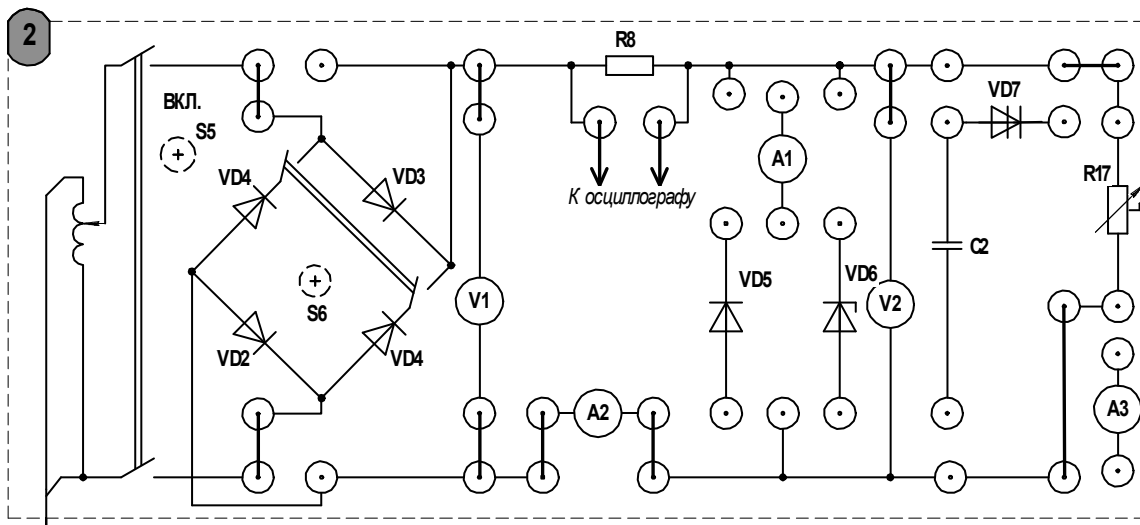 2
R8
ВКЛ.
S5
VD7
A1
VD4
VD3
R17
К осциллографу
C2
VD5
VD6
S6
V1
V2
VD2
VD4
A2
A3